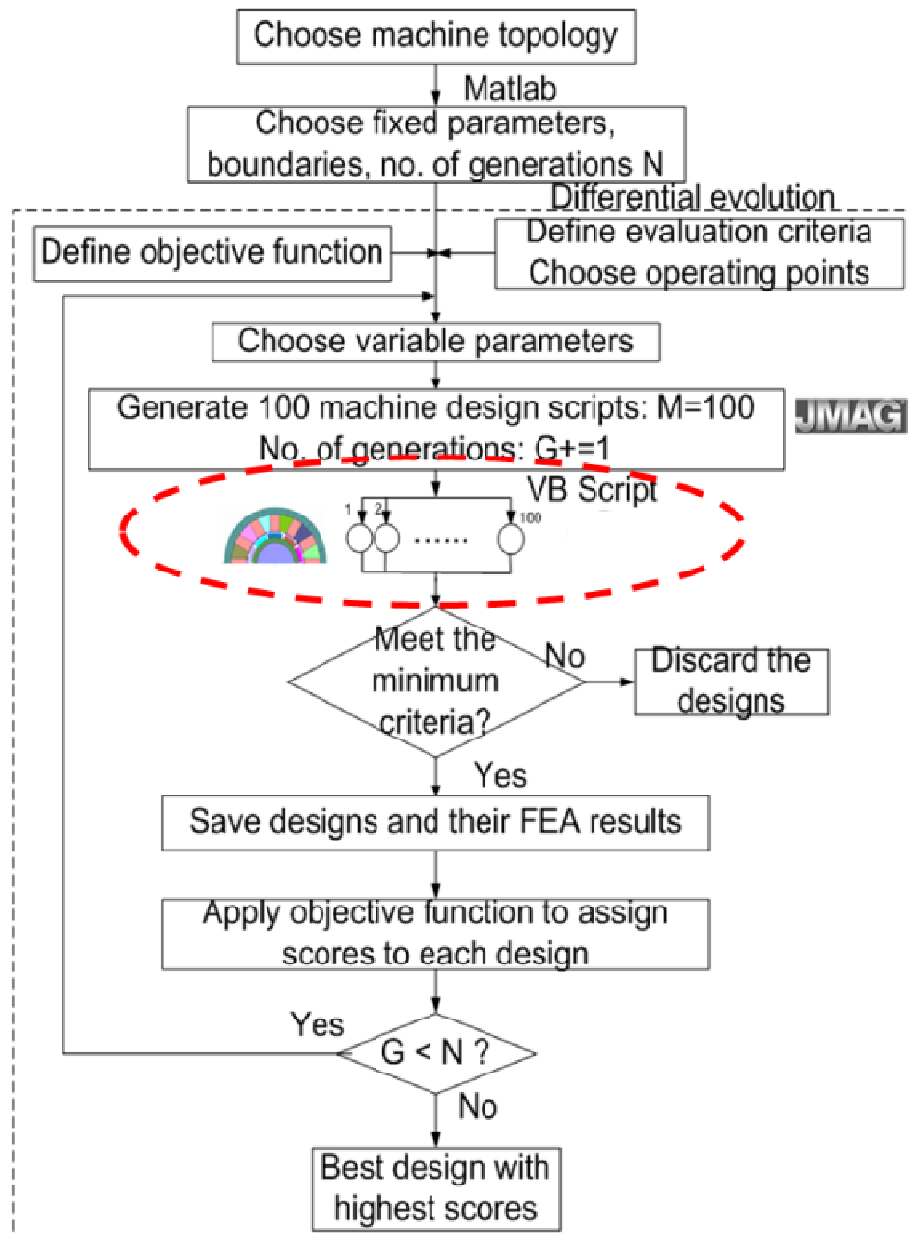 Choose machine topology
Matlab
Choose fixed parameters,
boundaries, no. of generations N
Differential evolution
Define objective function
Define evaluation criteria
Choose operating points
Choose variable parameters
Generate 100 machine design scripts: M=100
No. of generations: G+=1
JMAG
VB Script
1
2
100
......
Meet the
minimum
criteria?
No
Discard the
designs
Yes
Save designs and their FEA results
Apply objective function to assign
scores to each design
Yes
G < N ?
No
Best design with
highest scores